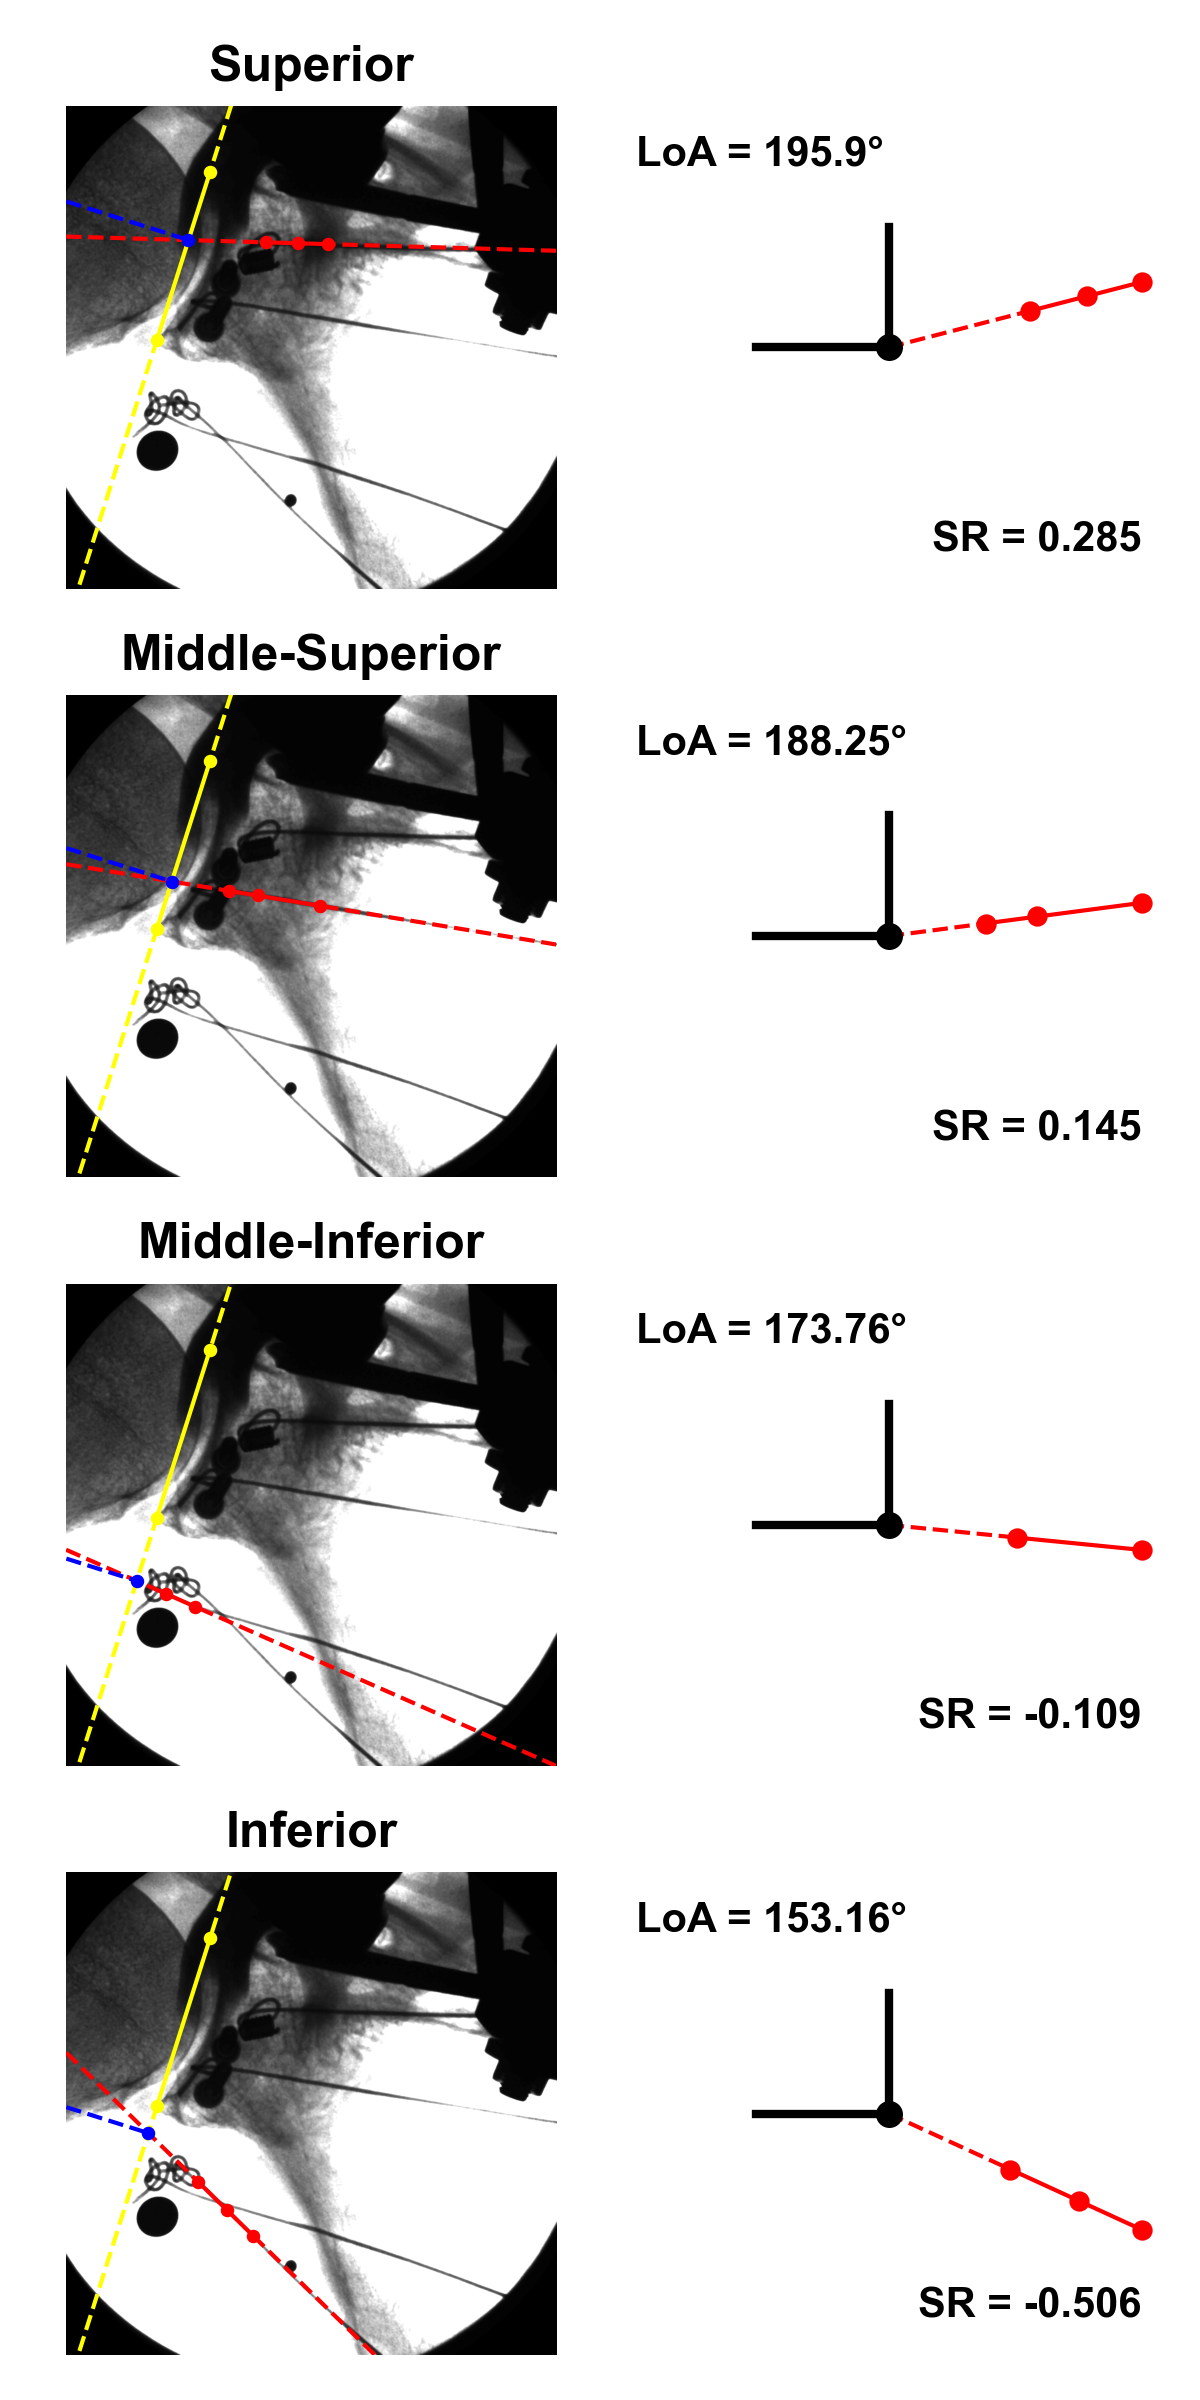 Superior
LoA = 195.9°
SR = 0.285
Middle-Superior
LoA = 188.25°
SR = 0.145
Middle-Inferior
LoA = 173.76°
SR = -0.109
Inferior
LoA = 153.16°
SR = -0.506